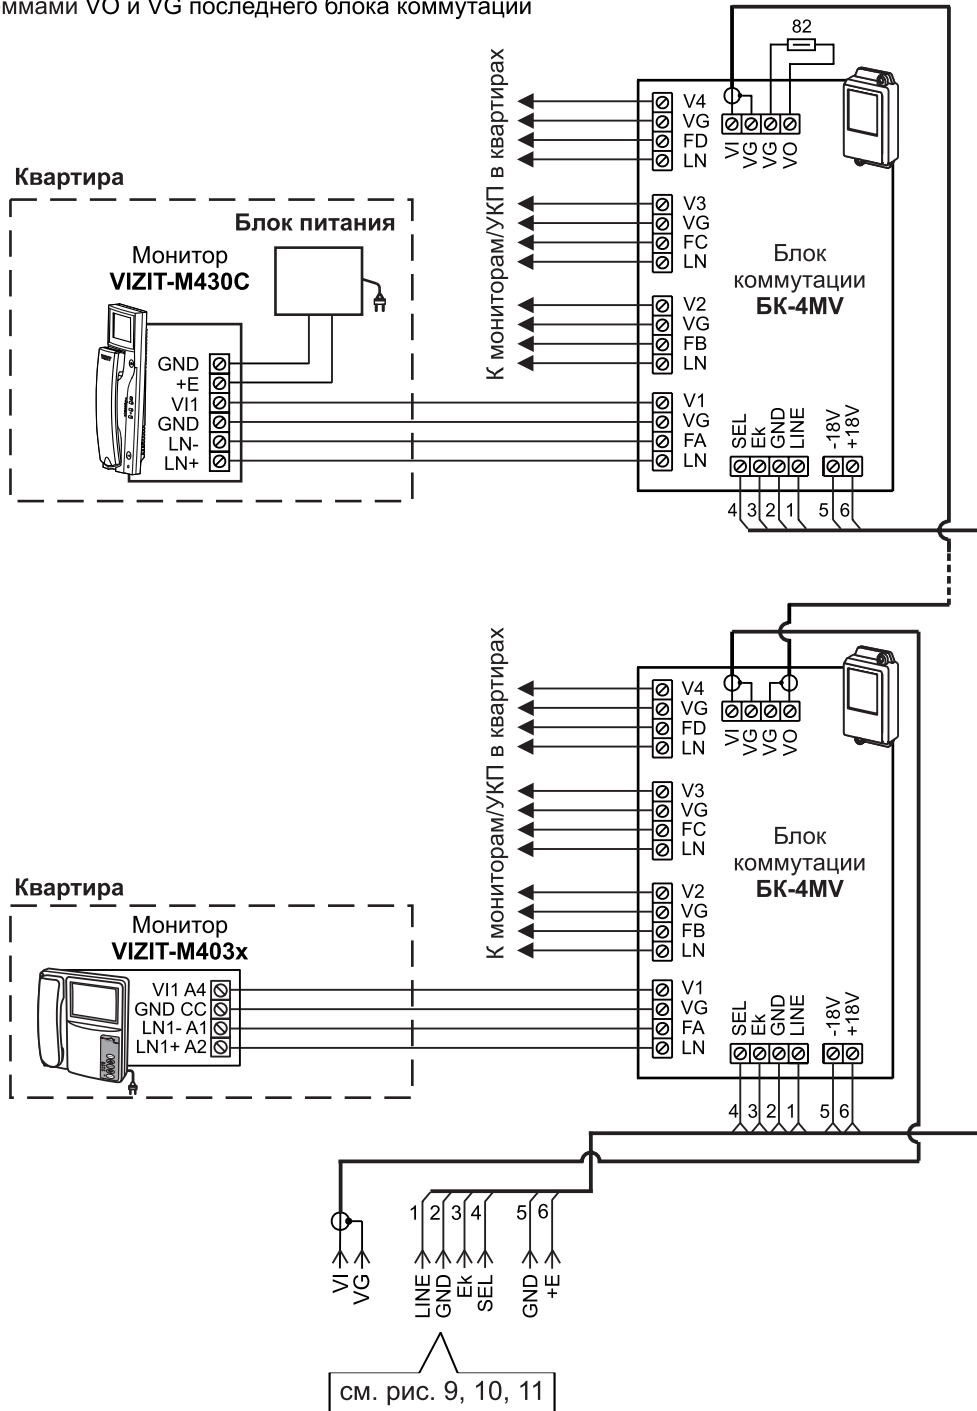 ммами VO и VG последнего блока коммутации
82
К мониторам/УКП в квартирах
V4
VG
FD
LN
VI
VG
VG
VO
V3
VG
FC
LN
Блок
коммутации
БК-4MV
V2
VG
FB
LN
V1
VG
FA
LN
SEL
Ek
GND
LINE
-18V
+18V
4
3
2
1
5
6
Квартира
Блок питания
Монитор
VIZIT-M430C
GND
+E
VI1
GND
LN-
LN+
К мониторам/УКП в квартирах
V4
VG
FD
LN
VI
VG
VG
VO
V3
VG
FC
LN
Блок
коммутации
БК-4MV
V2
VG
FB
LN
V1
VG
FA
LN
SEL
Ek
GND
LINE
-18V
+18V
4
3
2
1
5
6
Квартира
Монитор
VIZIT-M403x
VI1 A4
GND CC
LN1- A1
LN1+ A2
1
2
3
4
5
6
VI
VG
LINE
GND
Ek
SEL
GND
+E
см. рис. 9, 10, 11